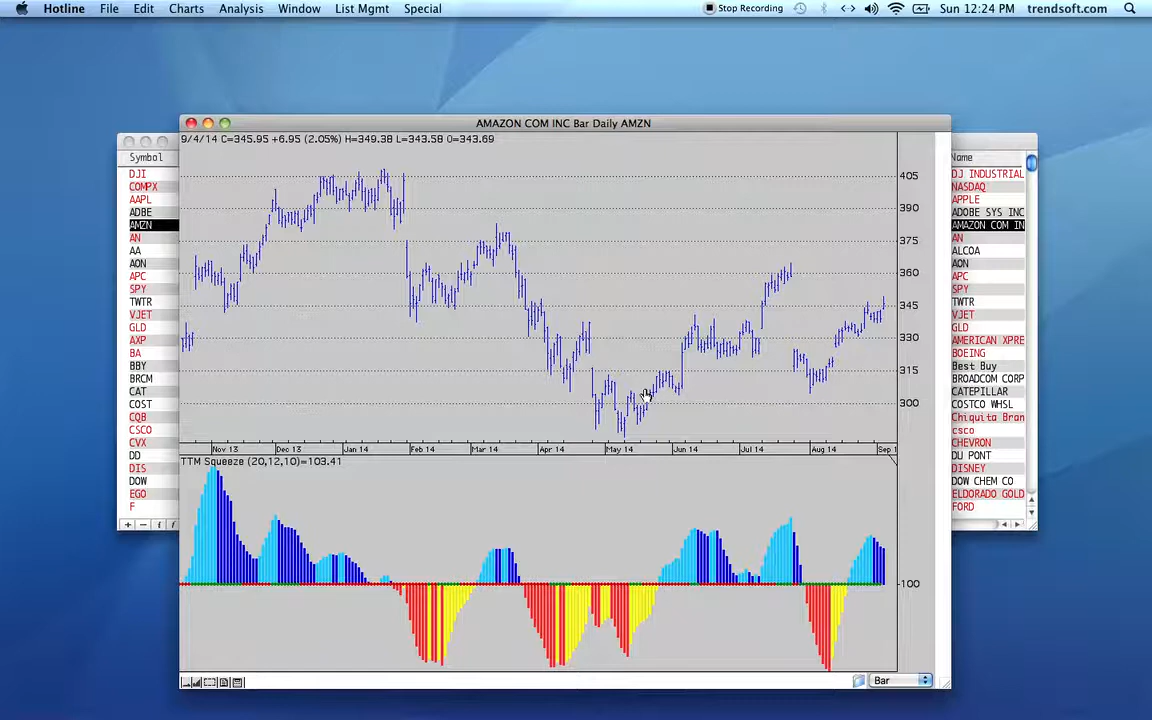 Hotline File Edit Charts Analysis Window List Mgmt Special Stop Recording Sun 12:24 PM trendsoft.com
AMAZON COM INC Bar Daily AMZN
9/4/14 C=345.95 +6.95 (2.05%) H=349.38 L=343.58 O=343.69
Symbol
DJI
COMPX
AAPL
ADBE
AMZN
AN
AA
AON
APC
SPY
TWTR
VJET
GLD
AXP
BA
BBY
BRCM
CAT
COST
CQB
CSCO
CVX
DD
DIS
DOW
EGO
F
405
390
375
360
345
330
315
300
Nov 13 Dec 13 Jan 14 Feb 14 Mar 14 Apr 14 May 14 Jun 14 Jul 14 Aug 14 Sep 1
TTM Squeeze (20,12,10)=103.41
100
Bar
Name
DJ INDUSTRIAL
NASDAQ
APPLE
ADOBE SYS INC
AMAZON COM IN
AN
ALCOA
AON
APC
SPY
TWTR
VJET
GLD
AMERICAN XPRE
BOEING
Best Buy
BROADCOM CORP
CATEPILLAR
COSTCO WHSL
Chiquita Bran
csco
CHEVRON
DU PONT
DISNEY
DOW CHEM CO
ELDORADO GOLD
FORD